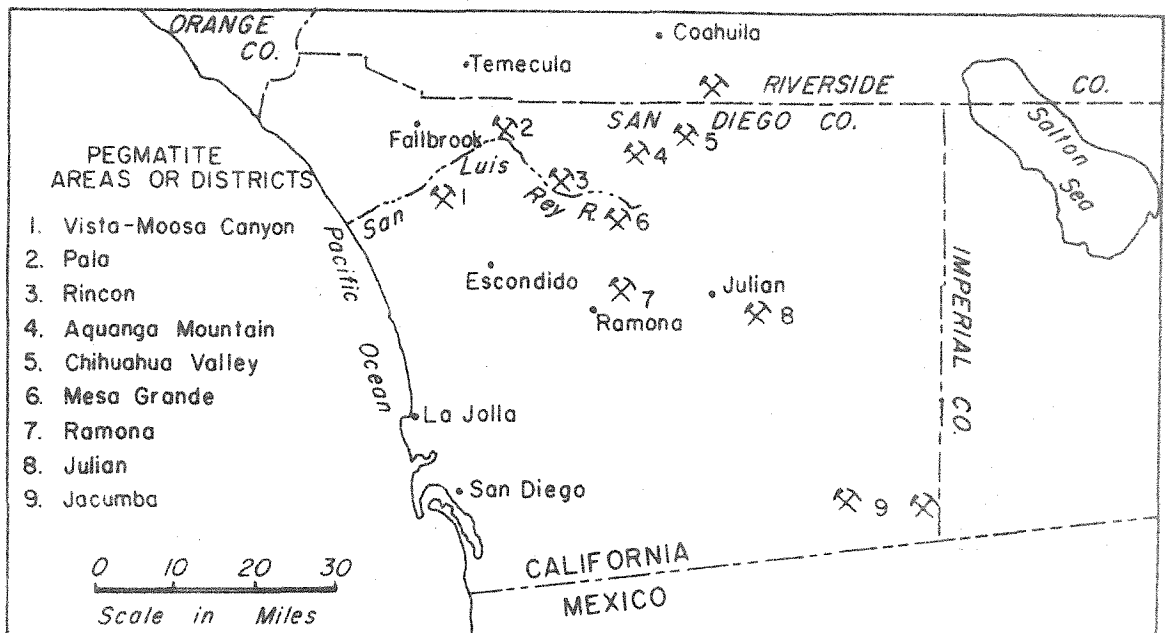 ORANGE
CO.
Coahuila
Temecula
RIVERSIDE CO.
SAN DIEGO CO.
Fallbrook
2
5
4
3
1
6
San Luis Rey R.
Salton
Sea
PEGMATITE
AREAS OR DISTRICTS
1. Vista-Moosa Canyon
2. Pala
3. Rincon
4. Aquanga Mountain
5. Chihuahua Valley
6. Mesa Grande
7. Ramona
8. Julian
9. Jacumba
Pacific Ocean
Escondido
7
Julian
8
Ramona
IMPERIAL CO.
La Jolla
San Diego
9
CALIFORNIA
MEXICO
0 10 20 30
Scale in Miles